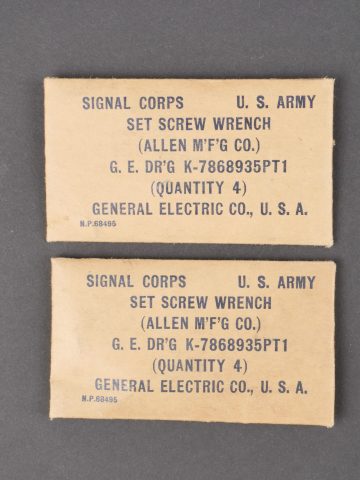 SIGNAL CORPS U. S. ARMY
SET SCREW WRENCH
(ALLEN M'F'G CO.)
G. E. DR'G K-7868935PT1
(QUANTITY 4)
GENERAL ELECTRIC CO., U. S. A.
N.P.68495
SIGNAL CORPS U. S. ARMY
SET SCREW WRENCH
(ALLEN M'F'G CO.)
G. E. DR'G K-7868935PT1
(QUANTITY 4)
GENERAL ELECTRIC CO., U. S. A.
N.P.68495